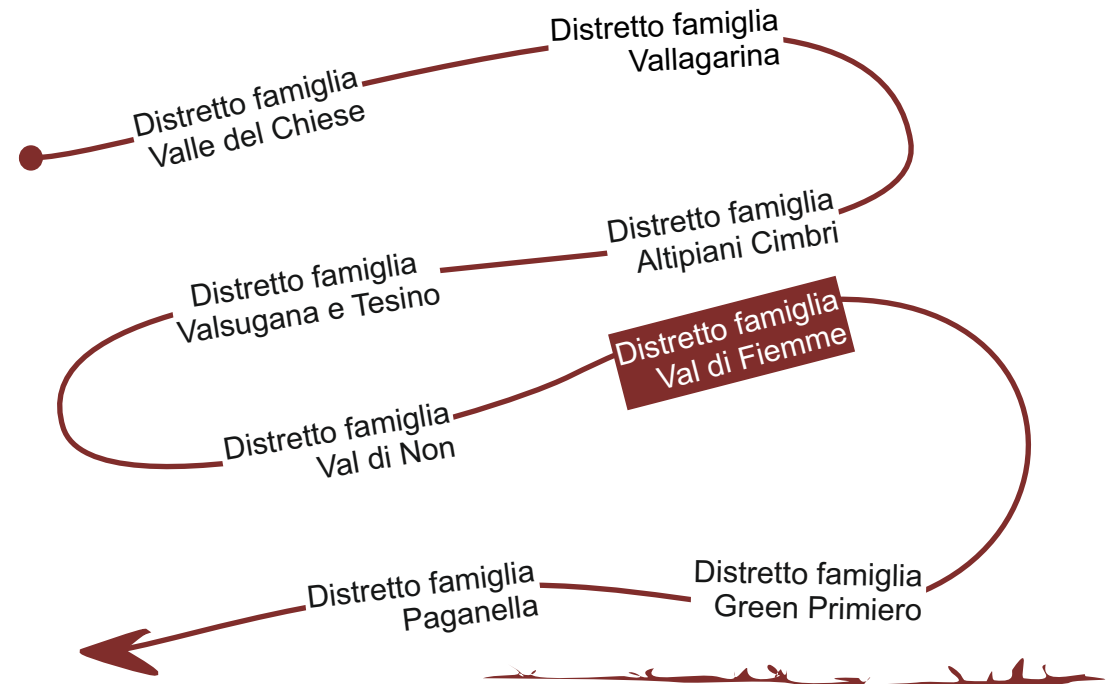 Distretto famiglia
Vallagarina
Distretto famiglia
Valle del Chiese
Distretto famiglia
Altipiani Cimbri
Distretto famiglia
Valsugana e Tesino
Distretto famiglia
Val di Fiemme
Distretto famiglia
Val di Non
Distretto famiglia
Green Primiero
Distretto famiglia
Paganella